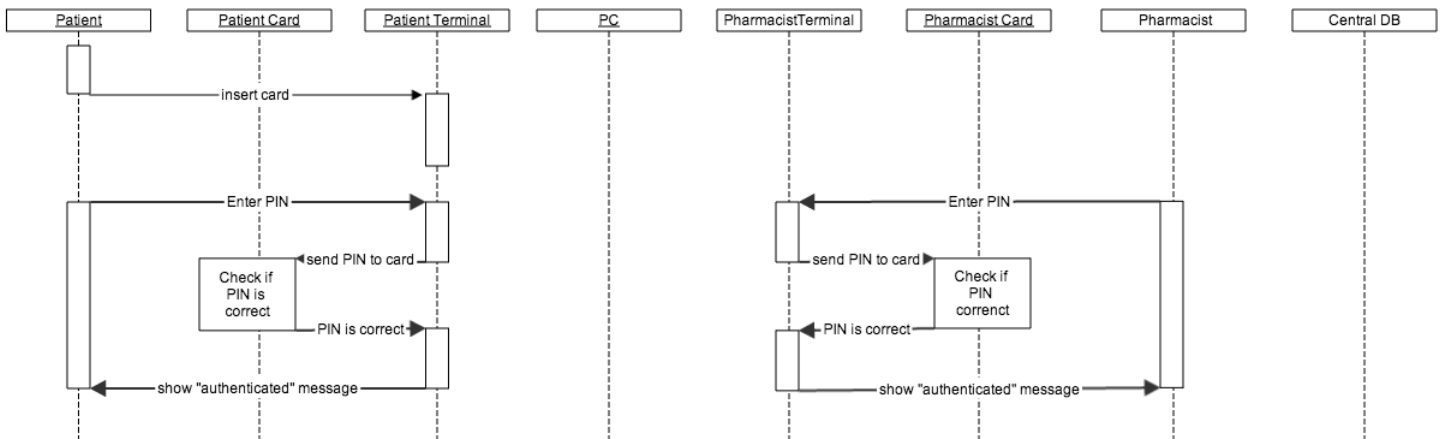 Patient
Patient Card
Patient Terminal
PC
PharmacistTerminal
Pharmacist Card
Pharmacist
Central DB
insert card
Enter PIN
Enter PIN
send PIN to card
send PIN to card
Check if
PIN is
correct
Check if
PIN
correnct
PIN is correct
PIN is correct
show "authenticated" message
show "authenticated" message